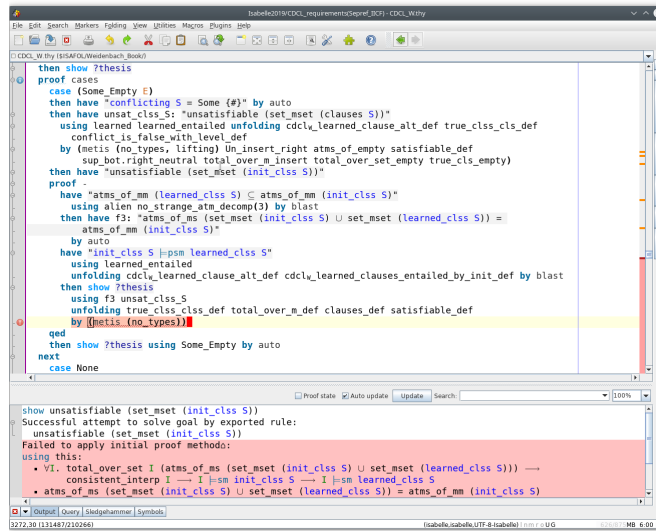 Isabelle2019/CDCL_requirements(Sepref_IICF) - CDCL_W.thy
File Edit Search Markers Folding View Utilities Macros Plugins Help
CDCL_W.thy ($ISAFOL/Weidenbach_Book/)
then show ?thesis
proof cases
case (Some_Empty E)
then have "conflicting S = Some {#}" by auto
then have unsat_clss_S: "unsatisfiable (set_mset (clauses S))"
using learned learned_entailed unfolding cdclW_learned_clause_alt_def true_clss_cls_def
conflict_is_false_with_level_def
by (metis (no_types, lifting) Un_insert_right atms_of_empty satisfiable_def
sup_bot.right_neutral total_over_m_insert total_over_set_empty true_cls_empty)
then have "unsatisfiable (set_mset (init_clss S))"
proof -
have "atms_of_mm (learned_clss S) ⊆ atms_of_mm (init_clss S)"
using alien no_strange_atm_decomp(3) by blast
then have f3: "atms_of_ms (set_mset (init_clss S) ∪ set_mset (learned_clss S)) =
atms_of_mm (init_clss S)"
by auto
have "init_clss S ⊨psm learned_clss S"
using learned_entailed
unfolding cdclW_learned_clause_alt_def cdclW_learned_clauses_entailed_by_init_def by blast
then show ?thesis
using f3 unsat_clss_S
unfolding true_clss_clss_def total_over_m_def clauses_def satisfiable_def
by (metis (no_types))
qed
then show ?thesis using Some_Empty by auto
next
case None
Proof state Auto update Update Search: 100%
show unsatisfiable (set_mset (init_clss S))
Successful attempt to solve goal by exported rule:
unsatisfiable (set_mset (init_clss S))
Failed to apply initial proof method⌂:
using this:
• ∀I. total_over_set I (atms_of_ms (set_mset (init_clss S) ∪ set_mset (learned_clss S))) ⟶
consistent_interp I ⟶ I ⊨sm init_clss S ⟶ I ⊨sm learned_clss S
• atms_of_ms (set_mset (init_clss S) ∪ set_mset (learned_clss S)) = atms_of_mm (init_clss S)
Output Query Sledgehammer Symbols
3272,30 (131487/210266) (isabelle,isabelle,UTF-8-Isabelle) UG MB 6:00